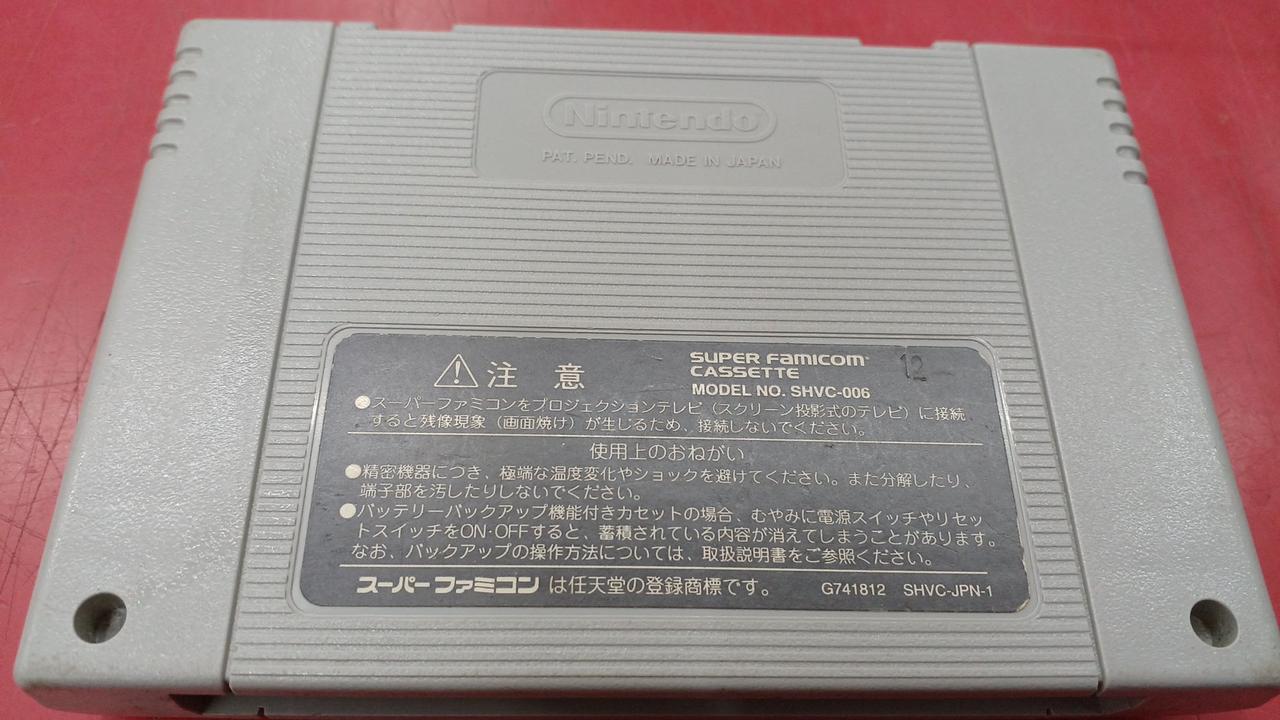 Nintendo
PAT. PEND. MADE IN JAPAN
注意
SUPER FAMICOM
CASSETTE
MODEL NO. SHVC-006
12
●スーパーファミコンをプロジェクションテレビ（スクリーン投影式のテレビ）に接続
すると残像現象（画面焼け）が生じるため、接続しないでください。
使用上のおねがい
●精密機器につき、極端な温度変化やショックを避けてください。また分解したり、
端子部を汚したりしないでください。
●バッテリーバックアップ機能付きカセットの場合、むやみに電源スイッチやリセッ
トスイッチをON・OFFすると、蓄積されている内容が消えてしまうことがあります。
なお、バックアップの操作方法については、取扱説明書をご参照ください。
スーパーファミコンは任天堂の登録商標です。
G741812 SHVC-JPN-1